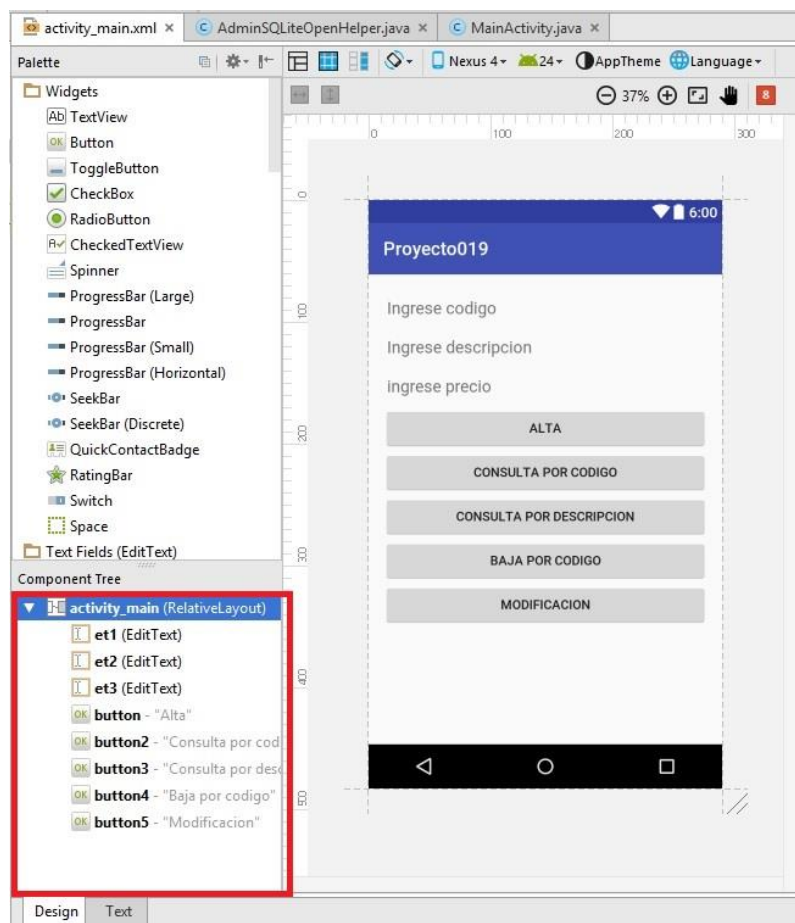 activity_main.xml × AdminSQLiteOpenHelper.java × MainActivity.java ×
Palette
Nexus 4 24 AppTheme Language
37% 8
Widgets
Ab TextView
OK Button
ToggleButton
CheckBox
RadioButton
CheckedTextView
Spinner
ProgressBar (Large)
ProgressBar
ProgressBar (Small)
ProgressBar (Horizontal)
SeekBar
SeekBar (Discrete)
QuickContactBadge
RatingBar
Switch
Space
Text Fields (EditText)
0 100 200 300
0
100
200
300
400
500
6:00
Proyecto019
Ingrese codigo
Ingrese descripcion
ingrese precio
ALTA
CONSULTA POR CODIGO
CONSULTA POR DESCRIPCION
BAJA POR CODIGO
MODIFICACION
Component Tree
activity_main (RelativeLayout)
et1 (EditText)
et2 (EditText)
et3 (EditText)
OK button - "Alta"
OK button2 - "Consulta por cod
OK button3 - "Consulta por desc
OK button4 - "Baja por codigo"
OK button5 - "Modificacion"
Design Text